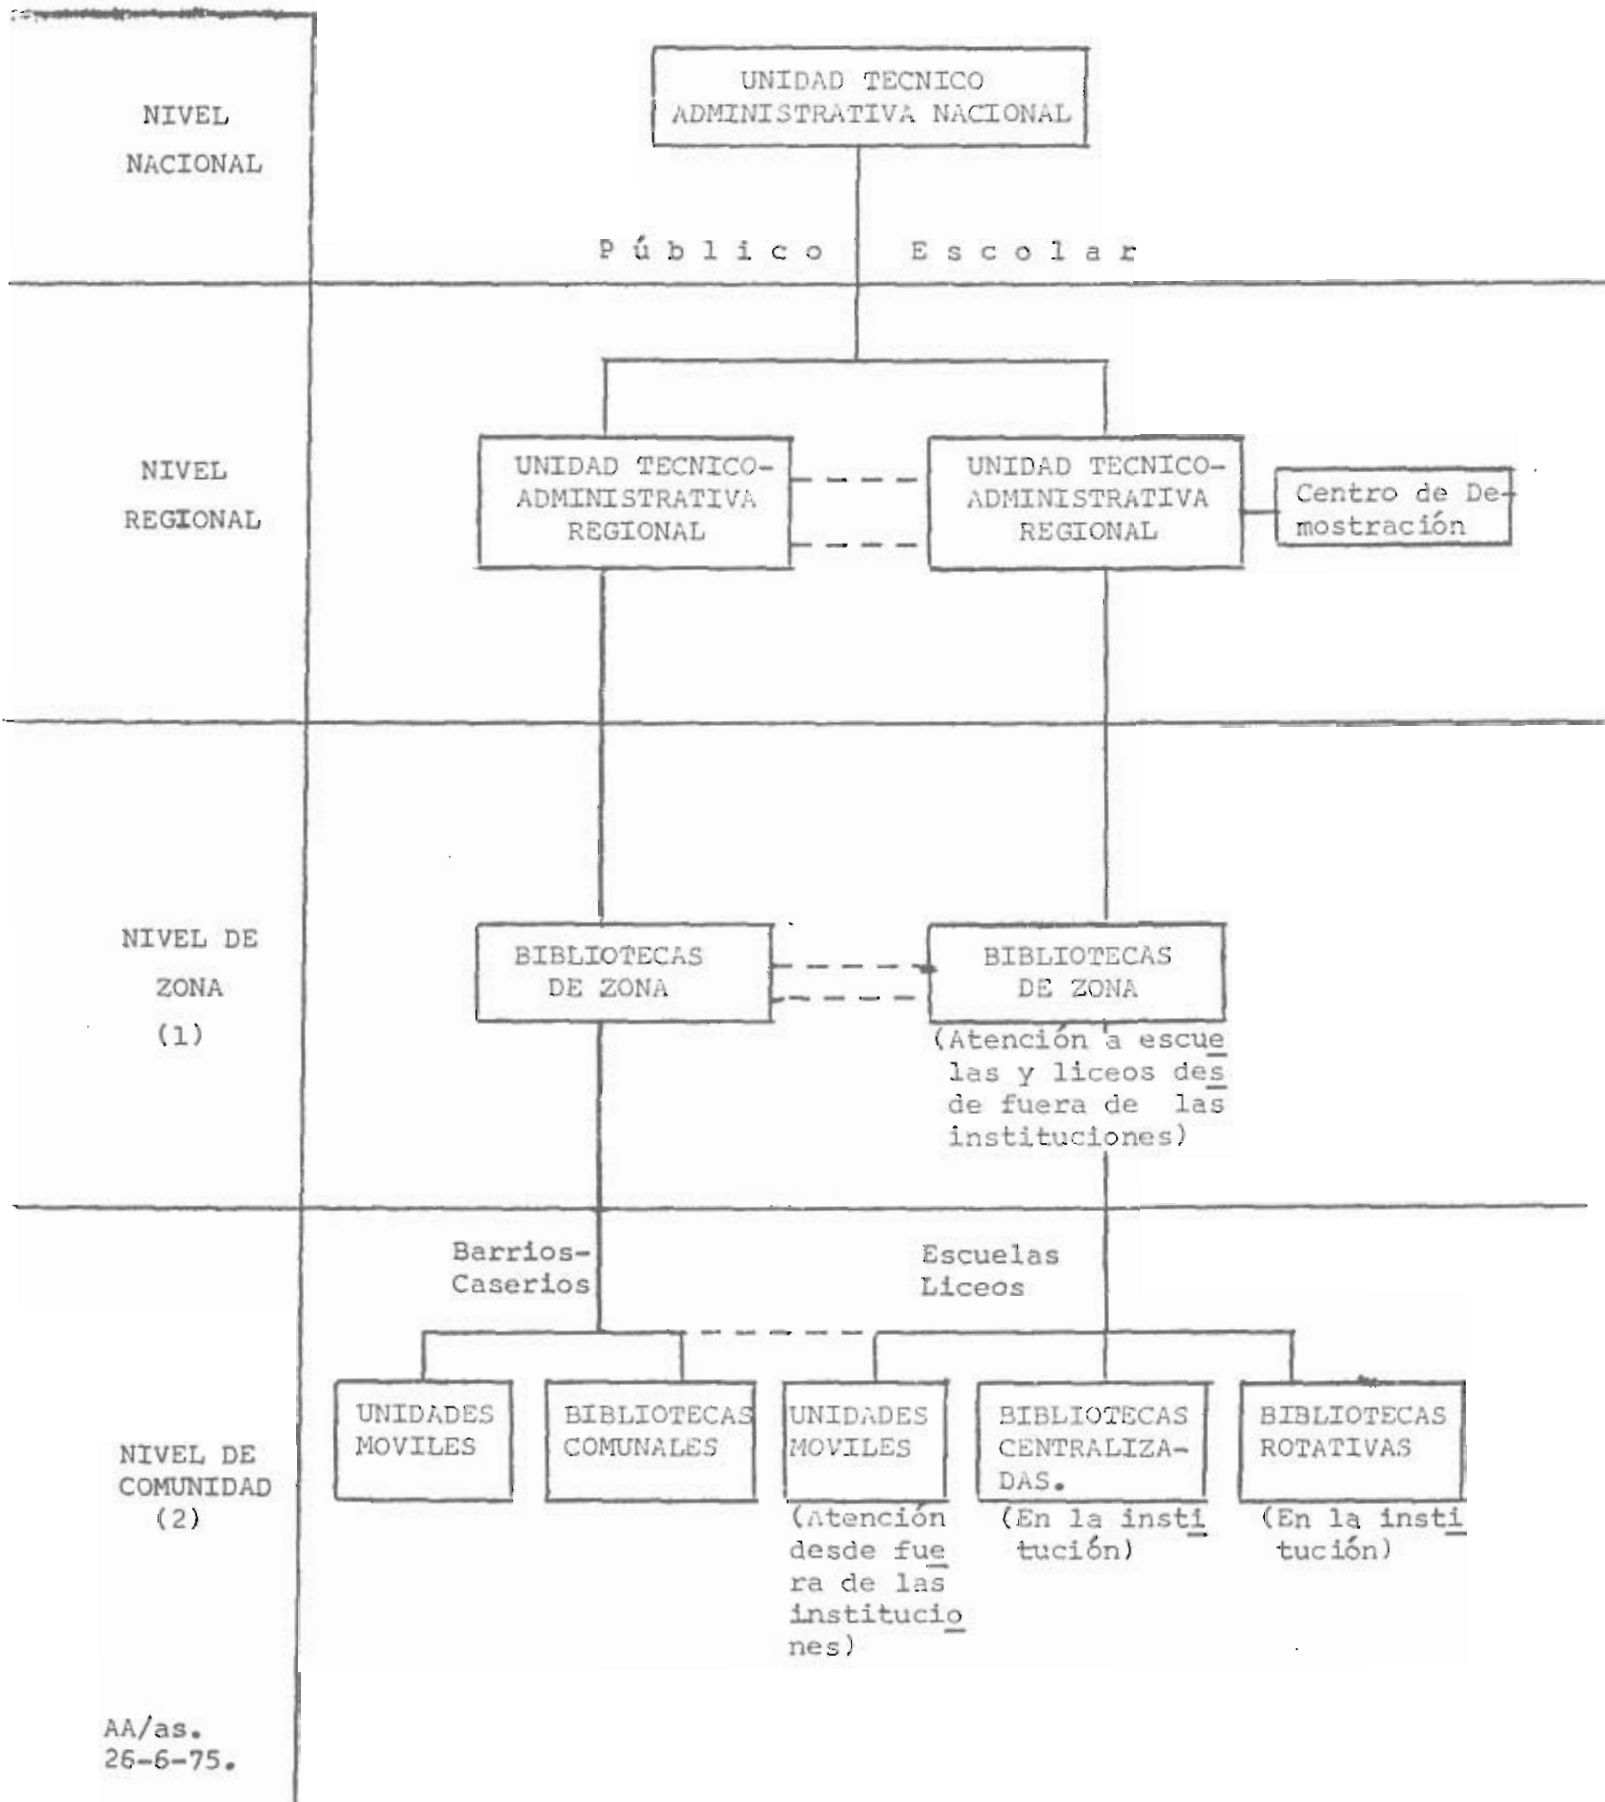 UNIDAD TECNICO
ADMINISTRATIVA NACIONAL
NIVEL
NACIONAL
Público Escolar
NIVEL
REGIONAL
UNIDAD TECNICO-
ADMINISTRATIVA
REGIONAL
UNIDAD TECNICO-
ADMINISTRATIVA
REGIONAL
Centro de De-
mostración
NIVEL DE
ZONA
(1)
BIBLIOTECAS
DE ZONA
BIBLIOTECAS
DE ZONA
(Atención a escue
las y liceos des
de fuera de las
instituciones)
Barrios-
Caserios
Escuelas
Liceos
NIVEL DE
COMUNIDAD
(2)
UNIDADES
MOVILES
BIBLIOTECAS
COMUNALES
UNIDADES
MOVILES
(Atención
desde fue
ra de las
institucio
nes)
BIBLIOTECAS
CENTRALIZA-
DAS.
(En la insti
tución)
BIBLIOTECAS
ROTATIVAS
(En la insti
tución)
AA/as.
26-6-75.